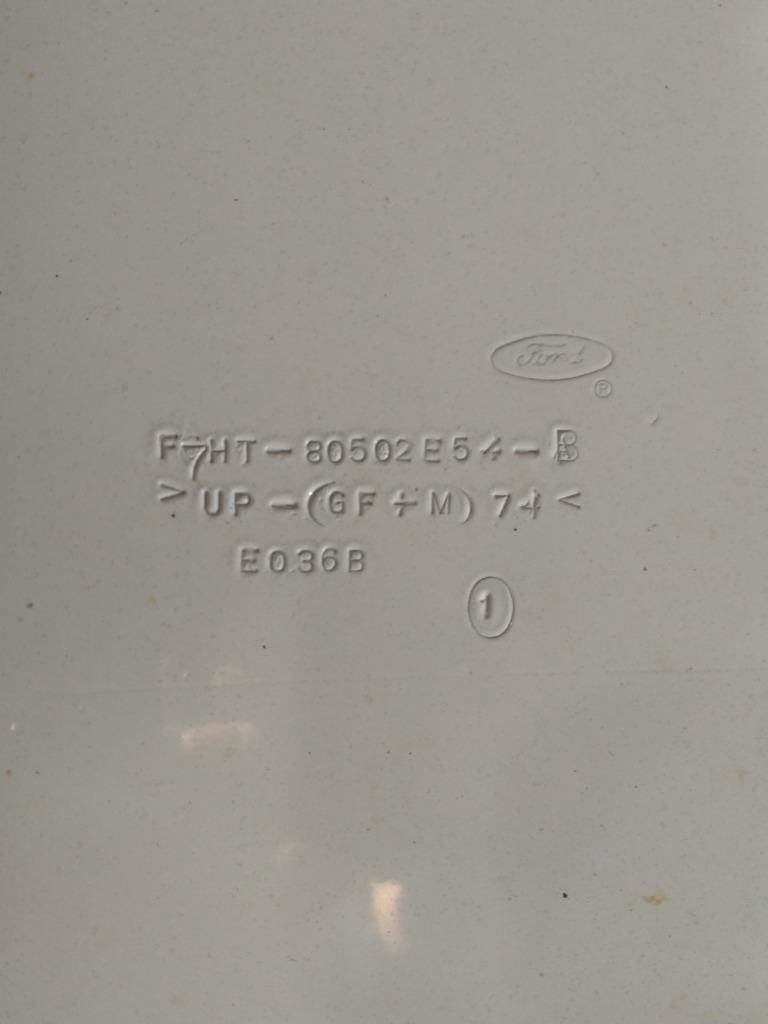 Ford
®
F7HT-80502E54-B
>UP-(GF+M)74<
E036B
1